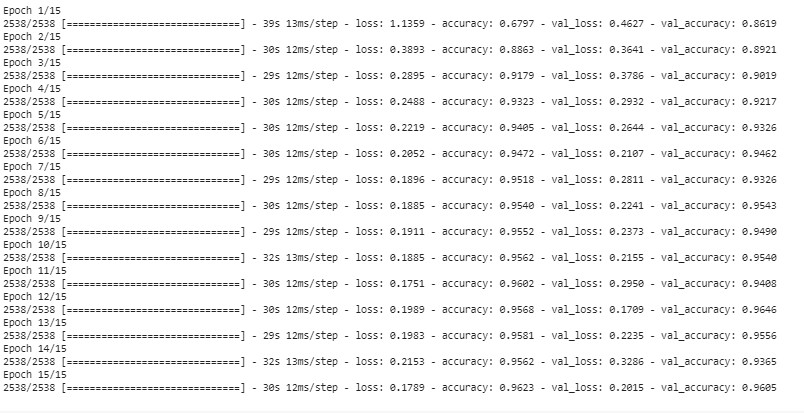 Epoch 1/15
2538/2538 [==============================] - 39s 13ms/step - loss: 1.1359 - accuracy: 0.6797 - val_loss: 0.4627 - val_accuracy: 0.8619
Epoch 2/15
2538/2538 [==============================] - 30s 12ms/step - loss: 0.3893 - accuracy: 0.8863 - val_loss: 0.3641 - val_accuracy: 0.8921
Epoch 3/15
2538/2538 [==============================] - 29s 12ms/step - loss: 0.2895 - accuracy: 0.9179 - val_loss: 0.3786 - val_accuracy: 0.9019
Epoch 4/15
2538/2538 [==============================] - 30s 12ms/step - loss: 0.2488 - accuracy: 0.9323 - val_loss: 0.2932 - val_accuracy: 0.9217
Epoch 5/15
2538/2538 [==============================] - 30s 12ms/step - loss: 0.2219 - accuracy: 0.9405 - val_loss: 0.2644 - val_accuracy: 0.9326
Epoch 6/15
2538/2538 [==============================] - 30s 12ms/step - loss: 0.2052 - accuracy: 0.9472 - val_loss: 0.2107 - val_accuracy: 0.9462
Epoch 7/15
2538/2538 [==============================] - 29s 12ms/step - loss: 0.1896 - accuracy: 0.9518 - val_loss: 0.2811 - val_accuracy: 0.9326
Epoch 8/15
2538/2538 [==============================] - 30s 12ms/step - loss: 0.1885 - accuracy: 0.9540 - val_loss: 0.2241 - val_accuracy: 0.9543
Epoch 9/15
2538/2538 [==============================] - 29s 12ms/step - loss: 0.1911 - accuracy: 0.9552 - val_loss: 0.2373 - val_accuracy: 0.9490
Epoch 10/15
2538/2538 [==============================] - 32s 13ms/step - loss: 0.1885 - accuracy: 0.9562 - val_loss: 0.2155 - val_accuracy: 0.9540
Epoch 11/15
2538/2538 [==============================] - 30s 12ms/step - loss: 0.1751 - accuracy: 0.9602 - val_loss: 0.2950 - val_accuracy: 0.9408
Epoch 12/15
2538/2538 [==============================] - 30s 12ms/step - loss: 0.1989 - accuracy: 0.9568 - val_loss: 0.1709 - val_accuracy: 0.9646
Epoch 13/15
2538/2538 [==============================] - 29s 12ms/step - loss: 0.1983 - accuracy: 0.9581 - val_loss: 0.2235 - val_accuracy: 0.9556
Epoch 14/15
2538/2538 [==============================] - 32s 13ms/step - loss: 0.2153 - accuracy: 0.9562 - val_loss: 0.3286 - val_accuracy: 0.9365
Epoch 15/15
2538/2538 [==============================] - 30s 12ms/step - loss: 0.1789 - accuracy: 0.9623 - val_loss: 0.2015 - val_accuracy: 0.9605